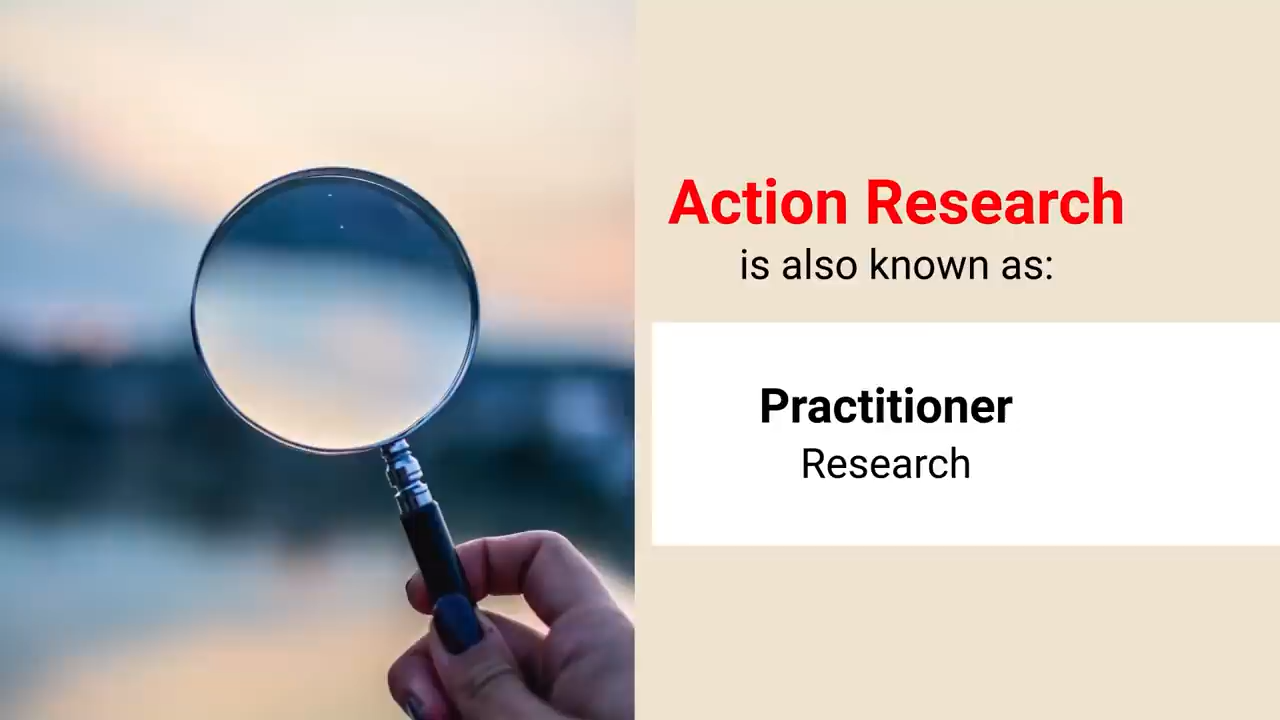 Action Research
is also known as:
Practitioner
Research